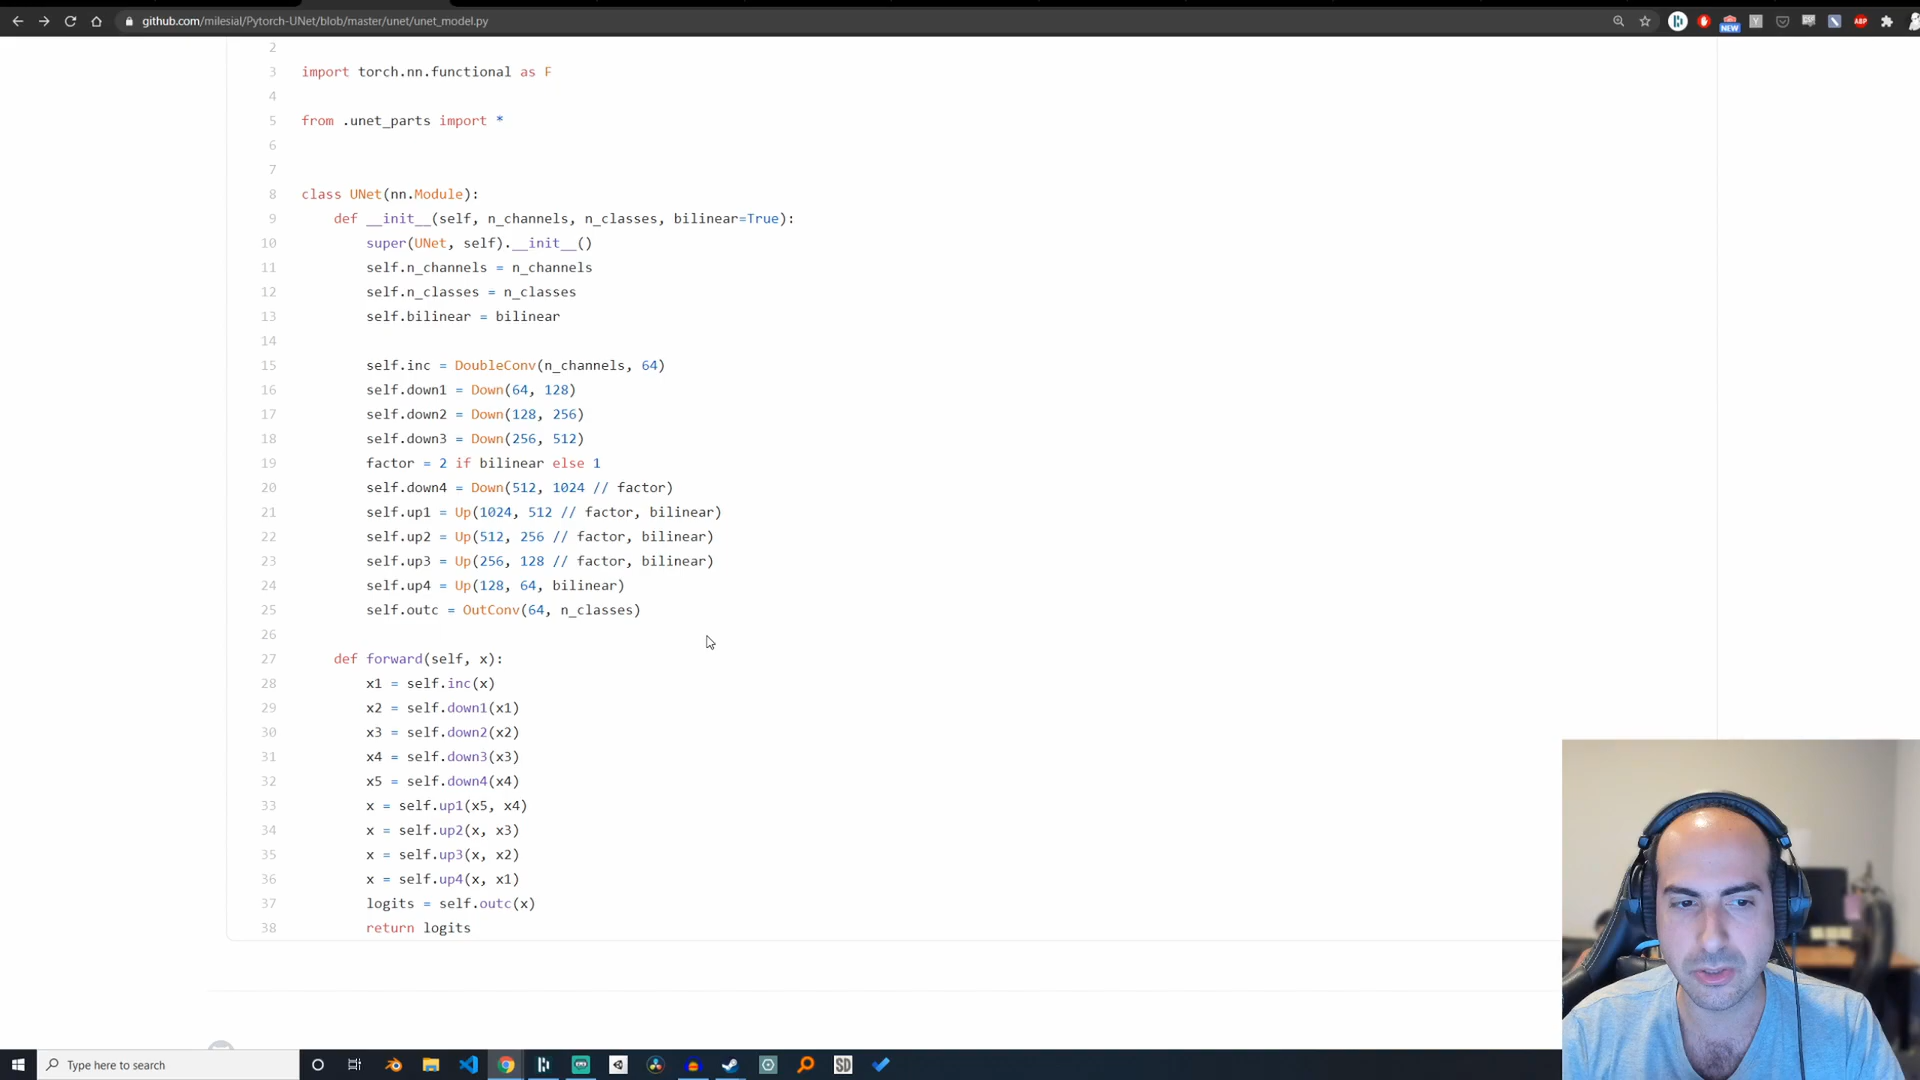 github.com/milesial/Pytorch-UNet/blob/master/unet/unet_model.py
NEW
Y
ABP
2
3 import torch.nn.functional as F
4
5 from .unet_parts import *
6
7
8 class UNet(nn.Module):
9 def __init__(self, n_channels, n_classes, bilinear=True):
10 super(UNet, self).__init__()
11 self.n_channels = n_channels
12 self.n_classes = n_classes
13 self.bilinear = bilinear
14
15 self.inc = DoubleConv(n_channels, 64)
16 self.down1 = Down(64, 128)
17 self.down2 = Down(128, 256)
18 self.down3 = Down(256, 512)
19 factor = 2 if bilinear else 1
20 self.down4 = Down(512, 1024 // factor)
21 self.up1 = Up(1024, 512 // factor, bilinear)
22 self.up2 = Up(512, 256 // factor, bilinear)
23 self.up3 = Up(256, 128 // factor, bilinear)
24 self.up4 = Up(128, 64, bilinear)
25 self.outc = OutConv(64, n_classes)
26
27 def forward(self, x):
28 x1 = self.inc(x)
29 x2 = self.down1(x1)
30 x3 = self.down2(x2)
31 x4 = self.down3(x3)
32 x5 = self.down4(x4)
33 x = self.up1(x5, x4)
34 x = self.up2(x, x3)
35 x = self.up3(x, x2)
36 x = self.up4(x, x1)
37 logits = self.outc(x)
38 return logits
Type here to search
SD